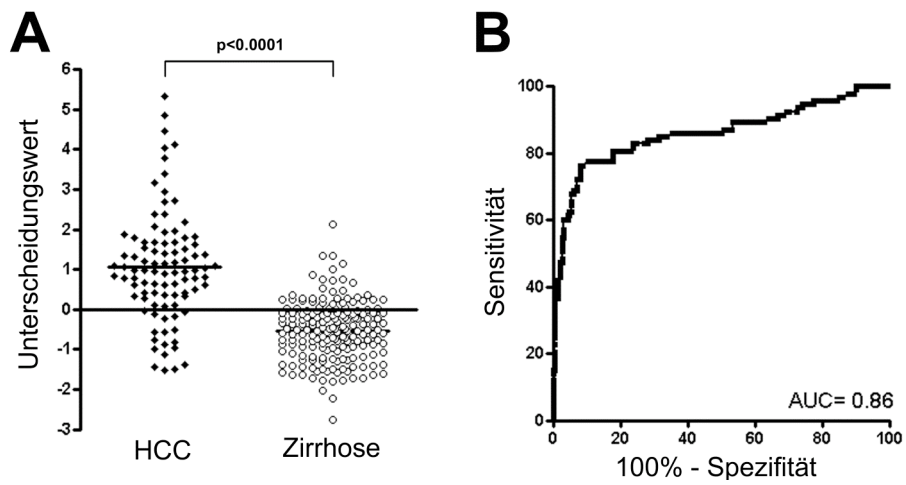 A
p<0.0001
Unterscheidungswert
6
5
4
3
2
1
0
-1
-2
-3
HCC
Zirrhose
B
Sensitivität
100
80
60
40
20
0
AUC= 0.86
0 20 40 60 80 100
100% - Spezifität